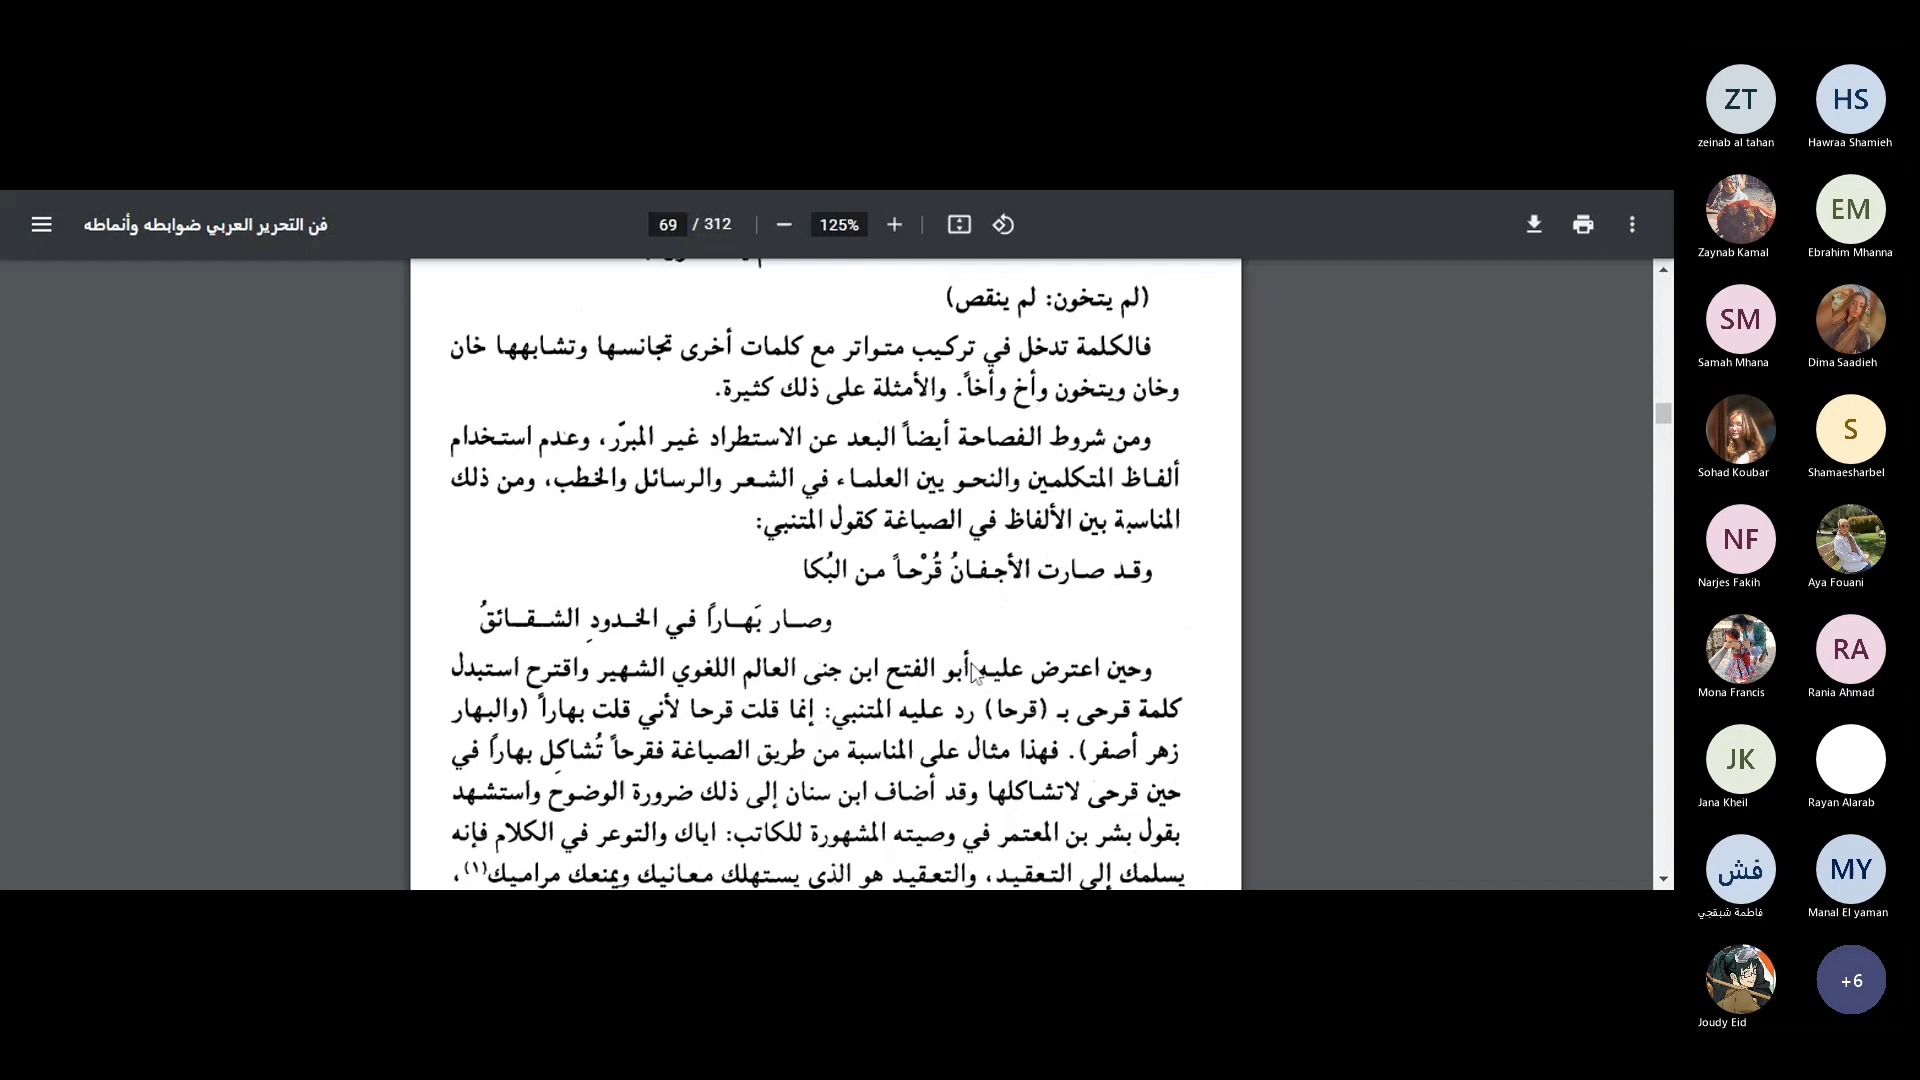 فن التحرير العربي ضوابطه وأنماطه
69 / 312
125%
(لم يتخون: لم ينقص)
فالكلمة تدخل في تركيب متواتر مع كلمات أخرى تجانسها وتشابهها خان
وخان ويتخون وأخ وأخاً. والأمثلة على ذلك كثيرة.
ومن شروط الفصاحة أيضاً البعد عن الاستطراد غير المبرّر، وعدم استخدام
ألفاظ المتكلمين والنحو يين العلماء في الشعر والرسائل والخطب، ومن ذلك
المناسبة بين الألفاظ في الصياغة كقول المتنبي:
وقد صارت الأجفانُ قُرْحاً من البُكا
وصار بَهاراً في الخدودِ الشقائقُ
وحين اعترض عليه أبو الفتح ابن جنى العالم اللغوي الشهير واقترح استبدل
كلمة قرحى بـ (قرحا) رد عليه المتنبي: إنما قلت قرحا لأني قلت بهاراً (والبهار
زهر أصفر). فهذا مثال على المناسبة من طريق الصياغة فقرحاً تُشاكِل بهاراً في
حين قرحى لاتشاكلها وقد أضاف ابن سنان إلى ذلك ضرورة الوضوح واستشهد
بقول بشر بن المعتمر في وصيته المشهورة للكاتب: اياك والتوعر في الكلام فإنه
يسلمك إلى التعقيد، والتعقيد هو الذي يستهلك معانيك ويمنعك مراميك(١)،
ZT
HS
zeinab al tahan
Hawraa Shamieh
EM
Zaynab Kamal
Ebrahim Mhanna
SM
Samah Mhana
Dima Saadieh
S
Sohad Koubar
Shamaesharbel
NF
Narjes Fakih
Aya Fouani
RA
Mona Francis
Rania Ahmad
JK
Jana Kheil
Rayan Alarab
فش
MY
فاطمة شبقجي
Manal El yaman
+6
Joudy Eid